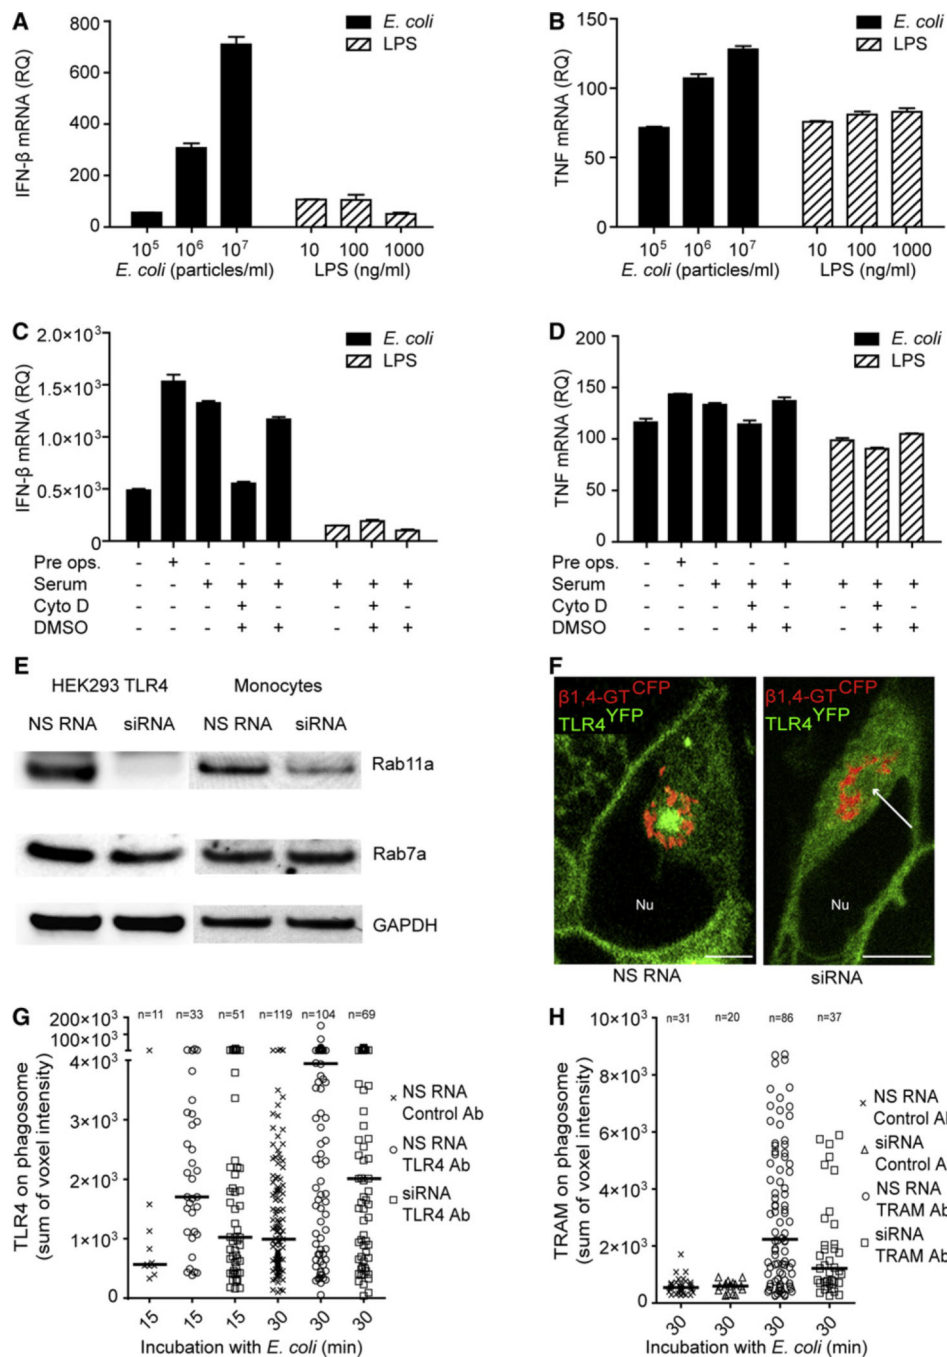 A
B
800
600
400
200
0
IFN-β mRNA (RQ)
E. coli
LPS
10⁵ 10⁶ 10⁷ 10 100 1000
E. coli (particles/ml) LPS (ng/ml)
150
100
50
0
TNF mRNA (RQ)
E. coli
LPS
10⁵ 10⁶ 10⁷ 10 100 1000
E. coli (particles/ml) LPS (ng/ml)
C
2.0×10³
1.5×10³
1.0×10³
0.5×10³
0
IFN-β mRNA (RQ)
E. coli
LPS
Pre ops. - + - - - - - -
Serum - - + + + + + +
Cyto D - - - + - - + -
DMSO - - - + + - + +
D
200
150
100
50
0
TNF mRNA (RQ)
E. coli
LPS
Pre ops. - + - - - - - -
Serum - - + + + + + +
Cyto D - - - + - - + -
DMSO - - - + + - + +
E
HEK293 TLR4 Monocytes
NS RNA siRNA NS RNA siRNA
Rab11a
Rab7a
GAPDH
F
β1,4-GT CFP
TLR4 YFP
Nu
NS RNA
β1,4-GT CFP
TLR4 YFP
Nu
siRNA
G
n=11 n=33 n=51 n=119 n=104 n=69
200×10³
100×10³
4×10³
3×10³
2×10³
1×10³
0
TLR4 on phagosome
(sum of voxel intensity)
NS RNA
Control Ab
NS RNA
TLR4 Ab
siRNA
TLR4 Ab
15 15 15 30 30 30
Incubation with E. coli (min)
H
n=31 n=20 n=86 n=37
10×10³
8×10³
6×10³
4×10³
2×10³
0
TRAM on phagosome
(sum of voxel intensity)
NS RNA
Control Ab
siRNA
Control A
NS RNA
TRAM Ab
siRNA
TRAM Ab
30 30 30 30
Incubation with E. coli (min)